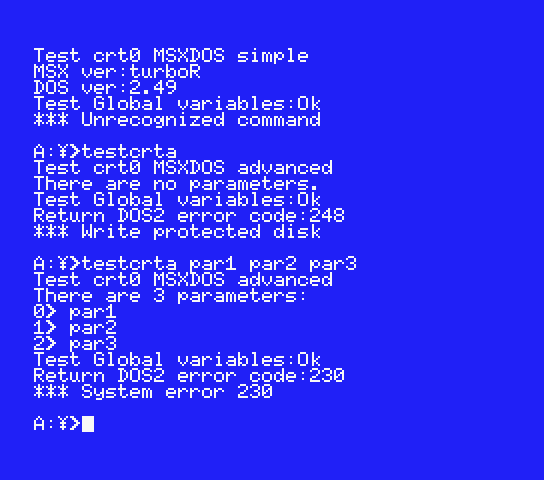 Test crt0 MSXDOS simple
MSX ver:turboR
DOS ver:2.49
Test Global variables:Ok
*** Unrecognized command
A:¥>testcrta
Test crt0 MSXDOS advanced
There are no parameters.
Test Global variables:Ok
Return DOS2 error code:248
*** Write protected disk
A:¥>testcrta par1 par2 par3
Test crt0 MSXDOS advanced
There are 3 parameters:
0> par1
1> par2
2> par3
Test Global variables:Ok
Return DOS2 error code:230
*** System error 230
A:¥>